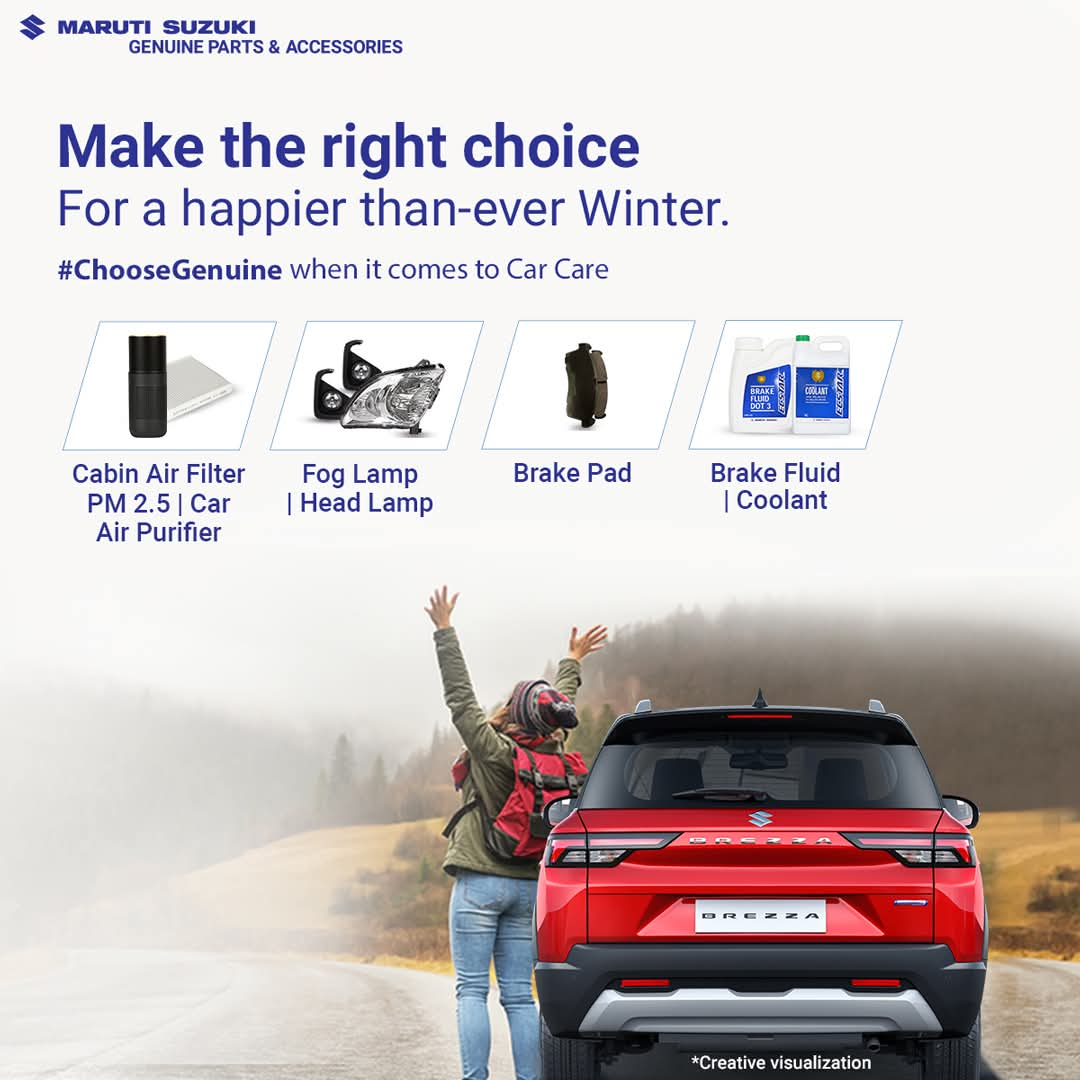 MARUTI SUZUKI
GENUINE PARTS & ACCESSORIES
Make the right choice
For a happier than-ever Winter.
#ChooseGenuine when it comes to Car Care
BRAKE
FLUID
DOT 3
ECSTAR
COOLANT
ECSTAR
Cabin Air Filter
PM 2.5 | Car
Air Purifier
Fog Lamp
| Head Lamp
Brake Pad
Brake Fluid
| Coolant
BREZZA
BREZZA
*Creative visualization